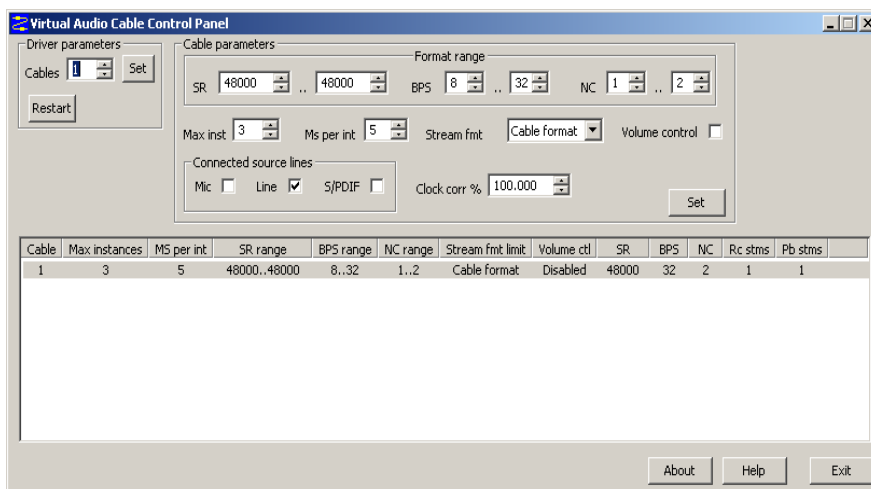 Virtual Audio Cable Control Panel
Driver parameters
Cables 1 Set
Restart
Cable parameters
Format range
SR 48000 .. 48000 BPS 8 .. 32 NC 1 .. 2
Max inst 3 Ms per int 5 Stream fmt Cable format Volume control
Connected source lines
Mic Line S/PDIF Clock corr % 100.000
Set
Cable Max instances MS per int SR range BPS range NC range Stream fmt limit Volume ctl SR BPS NC Rc stms Pb stms
1 3 5 48000..48000 8..32 1..2 Cable format Disabled 48000 32 2 1 1
About Help Exit